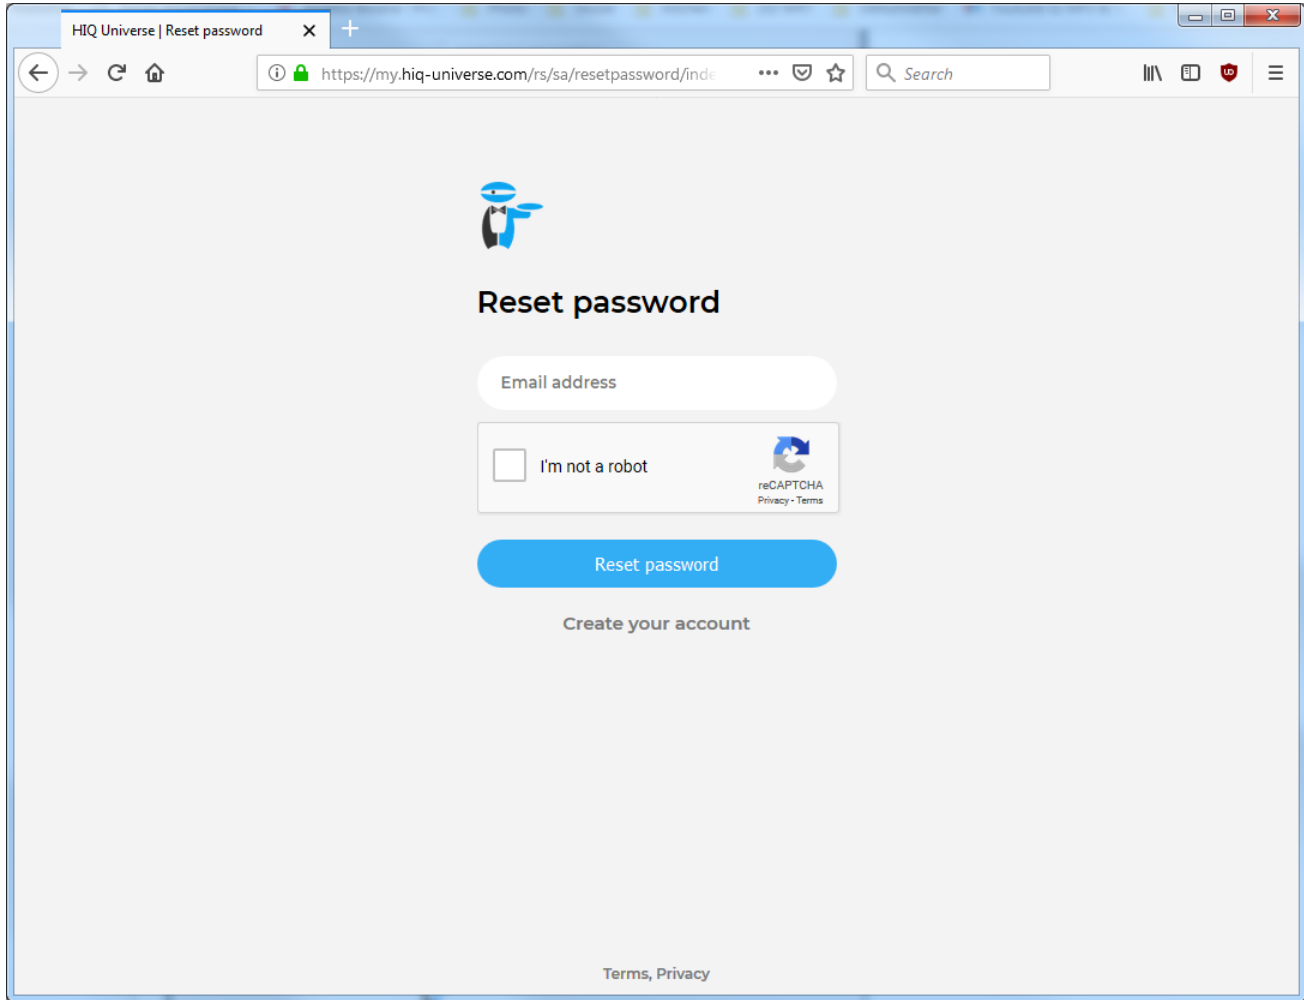 HIQ Universe | Reset password
https://my.hiq-universe.com/rs/sa/resetpassword/inde
Search
Reset password
Email address
I'm not a robot
reCAPTCHA
Privacy - Terms
Reset password
Create your account
Terms, Privacy